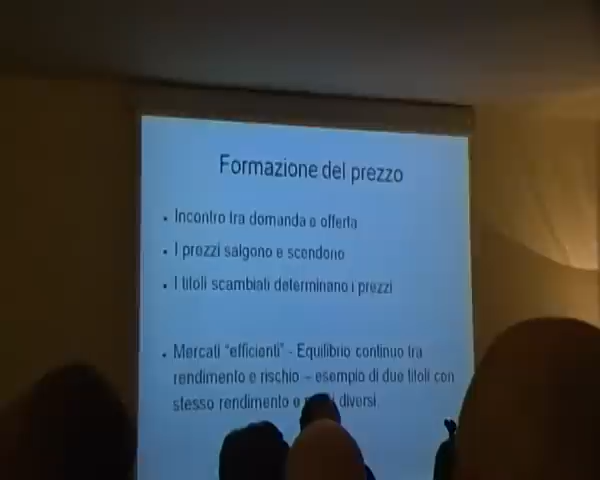 Formazione del prezzo
• Incontro tra domanda e offerta
• I prezzi salgono e scendono
• I titoli scambiati determinano i prezzi
• Mercati "efficienti" - Equilibrio continuo tra
rendimento e rischio – esempio di due titoli con
stesso rendimento e diversi